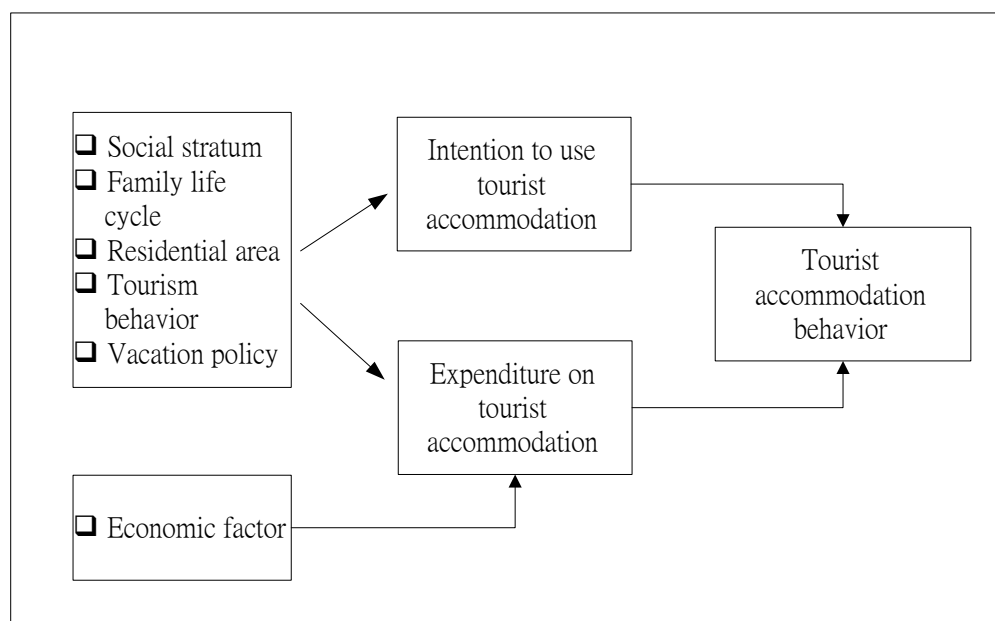 ❑ Social stratum
❑ Family life
cycle
❑ Residential area
❑ Tourism
behavior
❑ Vacation policy
Intention to use
tourist
accommodation
Tourist
accommodation
behavior
Expenditure on
tourist
accommodation
❑ Economic factor